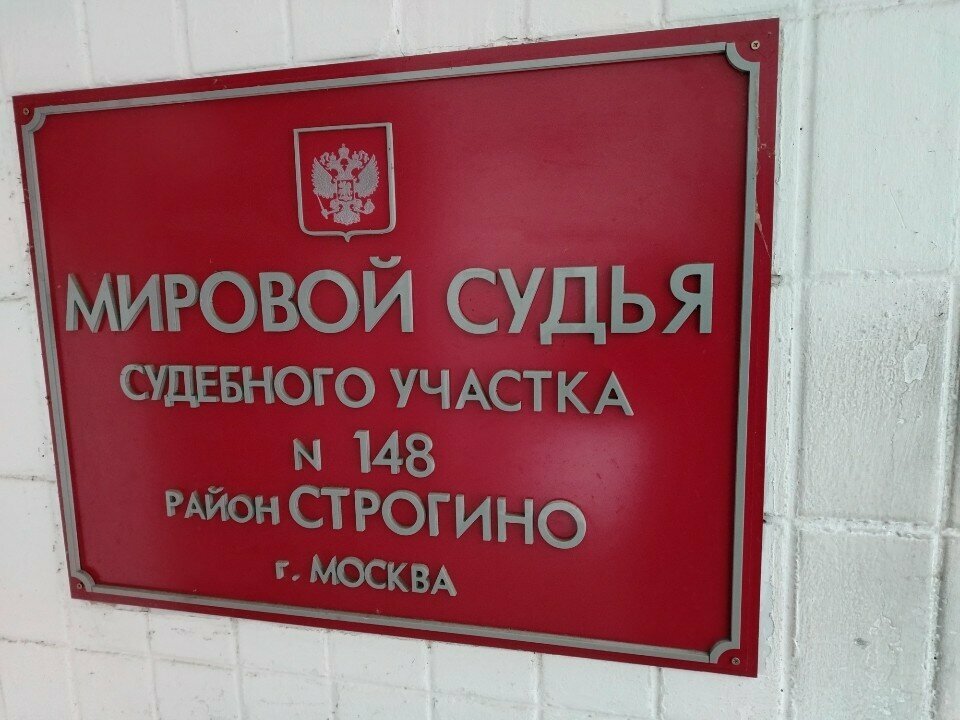 МИРОВОЙ СУДЬЯ
СУДЕБНОГО УЧАСТКА
N 148
РАЙОН СТРОГИНО
г. МОСКВА